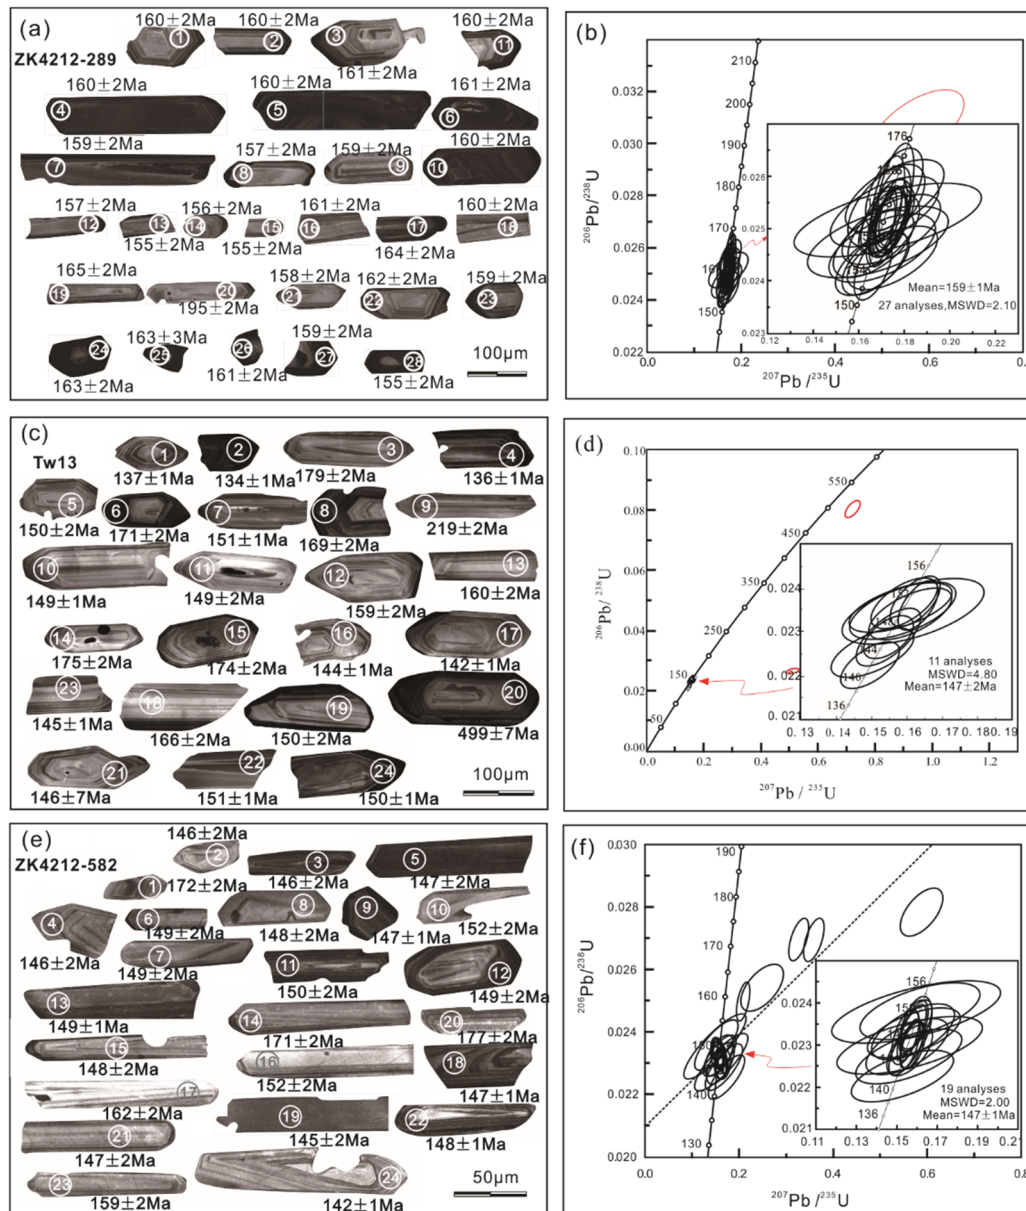 (a)
160±2Ma 160±2Ma 160±2Ma
ZK4212-289
1 2 3 11
160±2Ma 161±2Ma 160±2Ma 161±2Ma
4 5 6
159±2Ma 157±2Ma 159±2Ma 160±2Ma
7 8 9 10
157±2Ma 156±2Ma 161±2Ma 160±2Ma
12 13 14 15 16 17 18
155±2Ma 155±2Ma 164±2Ma
165±2Ma 158±2Ma 162±2Ma 159±2Ma
19 20 21 22 23
195±2Ma
163±3Ma 159±2Ma
24 25 26 27 28
163±2Ma 161±2Ma 155±2Ma
100μm
(b)
206Pb/238U
0.032
0.030
0.028
0.026
0.024
0.022
210
200
190
180
170
160
150
0.0 0.2 0.4 0.6 0.8
207Pb /235U
176
0.026
0.025
0.024
0.023
150
0.12 0.14 0.16 0.18 0.20 0.22
Mean=159±1Ma
27 analyses,MSWD=2.10
(c)
Tw13
1 2 3 4
137±1Ma 134±1Ma 179±2Ma 136±1Ma
5 6 7 8 9
150±2Ma 171±2Ma 151±1Ma 169±2Ma 219±2Ma
10 11 12 13
149±1Ma 149±2Ma 159±2Ma 160±2Ma
14 15 16 17
175±2Ma 174±2Ma 144±1Ma 142±1Ma
23 18 19 20
145±1Ma 166±2Ma 150±2Ma 499±7Ma
21 22 24
146±7Ma 151±1Ma 150±1Ma
100μm
(d)
206Pb/ 238U
0.10
0.08
0.06
0.04
0.02
0.00
550
450
350
250
150
50
0.0 0.2 0.4 0.6 0.8 1.0 1.2
207Pb / 235U
156
0.024
0.023
0.022
0.021
140
136
0.13 0.14 0.15 0.16 0.17 0.18 0.19
11 analyses
MSWD=4.80
Mean=147±2Ma
(e)
ZK4212-582
146±2Ma
2 3 5
1 172±2Ma 146±2Ma 147±2Ma
4 6 8 9 10
146±2Ma 149±2Ma 148±2Ma 147±1Ma 152±2Ma
7 11 12
149±2Ma 150±2Ma 149±2Ma
13 14 20
149±1Ma 171±2Ma 177±2Ma
15 16 18
148±2Ma 152±2Ma 147±1Ma
17 19 22
162±2Ma 145±2Ma 148±1Ma
21
147±2Ma
23 24
159±2Ma 142±1Ma
50μm
(f)
206Pb/238U
0.030
0.028
0.026
0.024
0.022
0.020
190
180
170
160
150
140
130
0.0 0.2 0.4 0.6 0.8
207Pb /235U
156
0.024
0.023
0.022
0.021
140
136
0.11 0.13 0.15 0.17 0.19 0.21
19 analyses
MSWD=2.00
Mean=147±1Ma